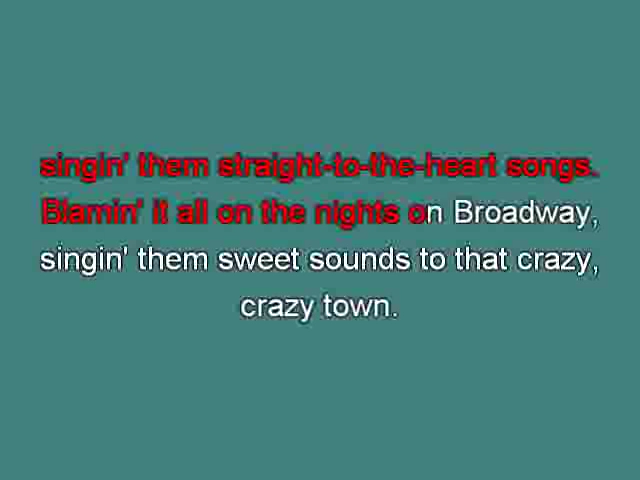 singin' them straight-to-the-heart songs.
Blamin' it all on the nights on Broadway,
singin' them sweet sounds to that crazy,
crazy town.